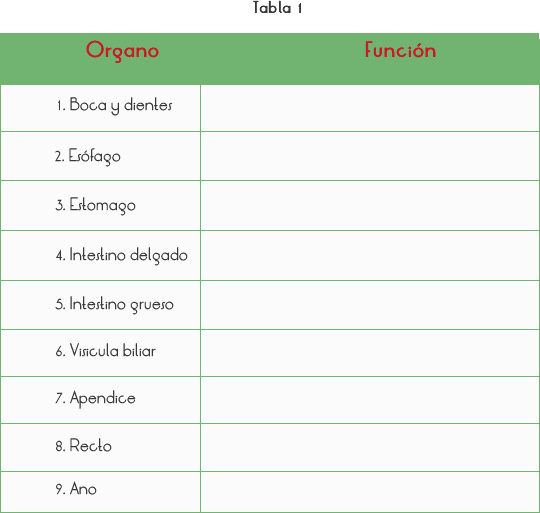 Tabla 1
Organo Función
1. Boca y dientes
2. Esófago
3. Estomago
4. Intestino delgado
5. Intestino grueso
6. Visicula biliar
7. Apendice
8. Recto
9. Ano